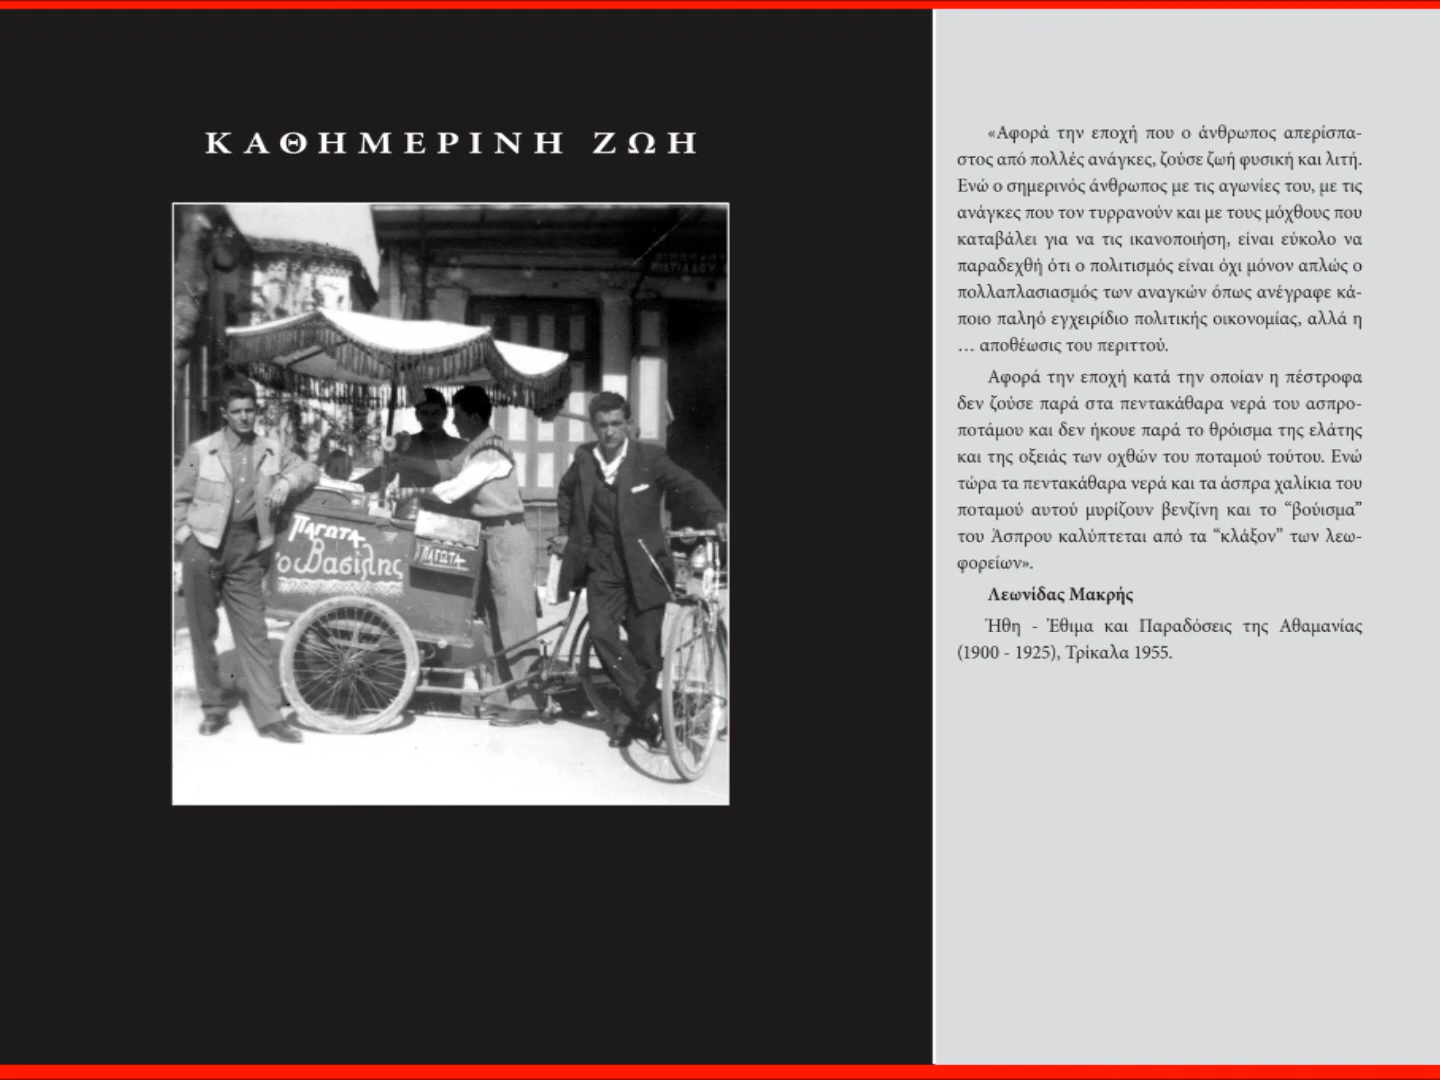 ΚΑΘΗΜΕΡΙΝΗ ΖΩΗ
ΠΑΓΩΤΑ
ο Βασίλης
ΠΑΓΩΤΑ
«Αφορά την εποχή που ο άνθρωπος απερίσπα-
στος από πολλές ανάγκες, ζούσε ζωή φυσική και λιτή.
Ενώ ο σημερινός άνθρωπος με τις αγωνίες του, με τις
ανάγκες που τον τυρρανούν και με τους μόχθους που
καταβάλει για να τις ικανοποιήση, είναι εύκολο να
παραδεχθή ότι ο πολιτισμός είναι όχι μόνον απλώς ο
πολλαπλασιασμός των αναγκών όπως ανέγραφε κά-
ποιο παληό εγχειρίδιο πολιτικής οικονομίας, αλλά η
… αποθέωσις του περιττού.
Αφορά την εποχή κατά την οποίαν η πέστροφα
δεν ζούσε παρά στα πεντακάθαρα νερά του ασπρο-
ποτάμου και δεν ήκουε παρά το θρόισμα της ελάτης
και της οξειάς των οχθών του ποταμού τούτου. Ενώ
τώρα τα πεντακάθαρα νερά και τα άσπρα χαλίκια του
ποταμού αυτού μυρίζουν βενζίνη και το “βούισμα”
του Άσπρου καλύπτεται από τα “κλάξον” των λεω-
φορείων».
Λεωνίδας Μακρής
Ήθη - Έθιμα και Παραδόσεις της Αθαμανίας
(1900 - 1925), Τρίκαλα 1955.